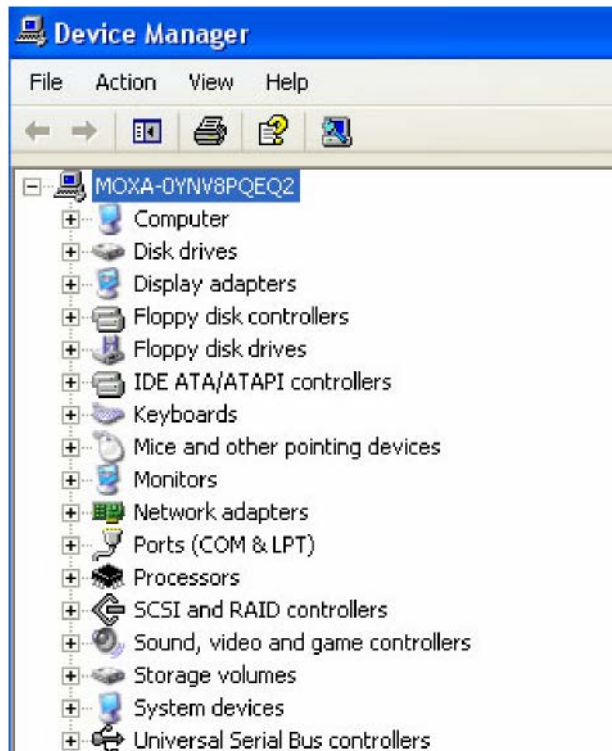 Device Manager
File Action View Help
MOXA-0YNV8PQEQ2
Computer
Disk drives
Display adapters
Floppy disk controllers
Floppy disk drives
IDE ATA/ATAPI controllers
Keyboards
Mice and other pointing devices
Monitors
Network adapters
Ports (COM & LPT)
Processors
SCSI and RAID controllers
Sound, video and game controllers
Storage volumes
System devices
Universal Serial Bus controllers